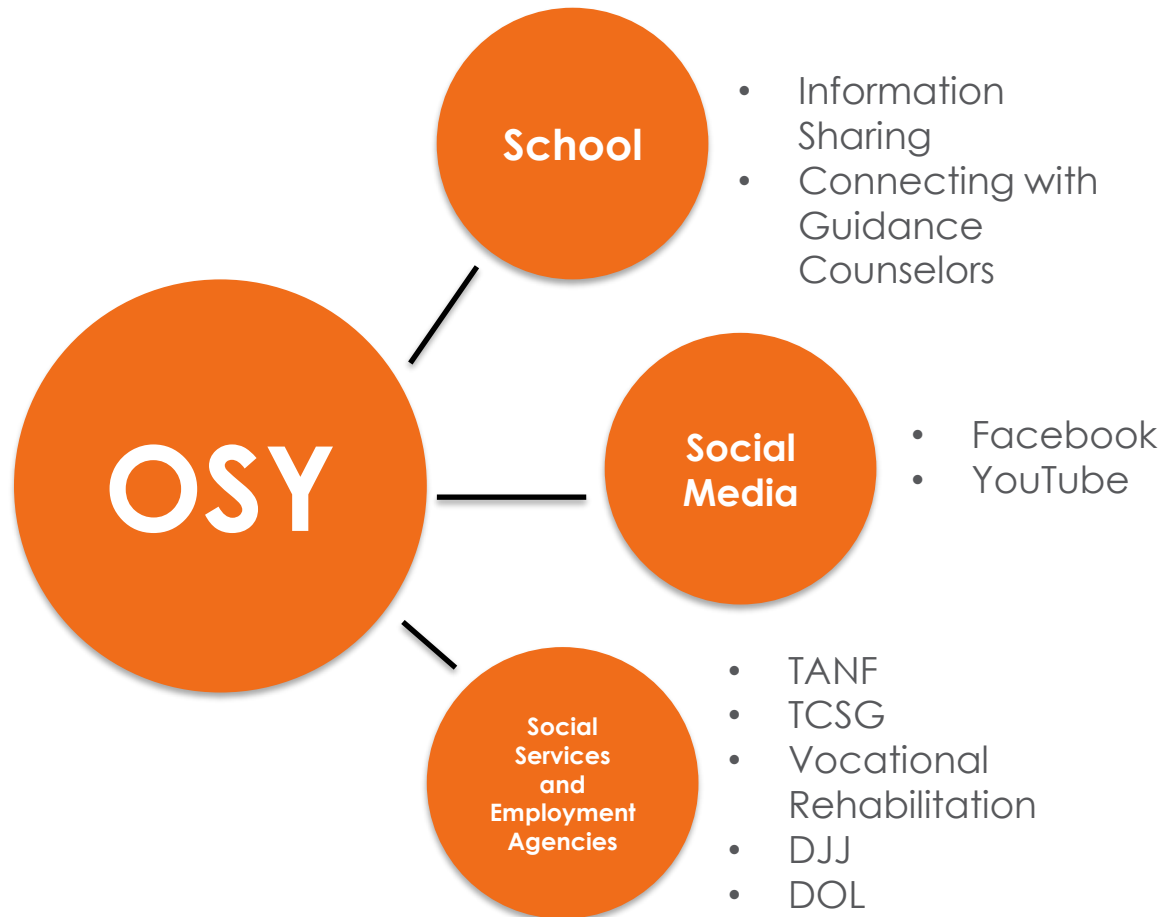 OSY
School
• Information
Sharing
• Connecting with
Guidance
Counselors
Social
Media
• Facebook
• YouTube
Social
Services
and
Employment
Agencies
• TANF
• TCSG
• Vocational
Rehabilitation
• DJJ
• DOL